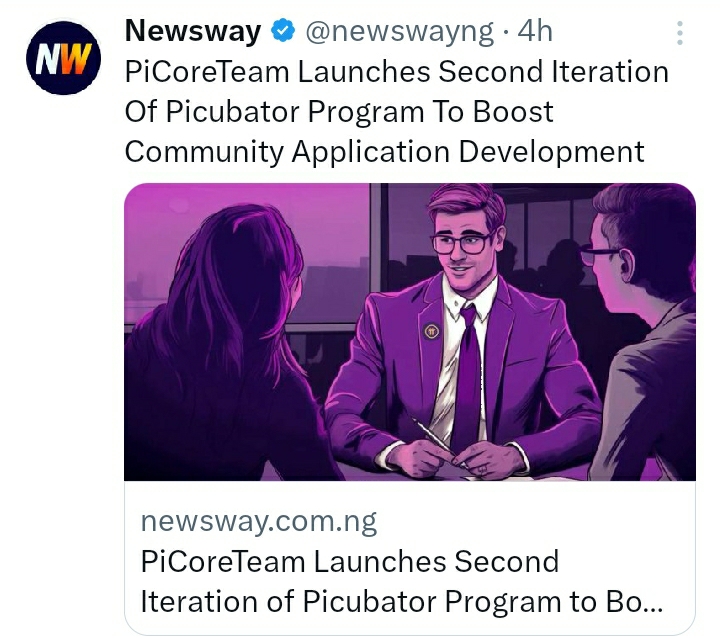 NW
Newsway @newswayng · 4h
PiCoreTeam Launches Second Iteration
Of Picubator Program To Boost
Community Application Development
π
newsway.com.ng
PiCoreTeam Launches Second
Iteration of Picubator Program to Bo...